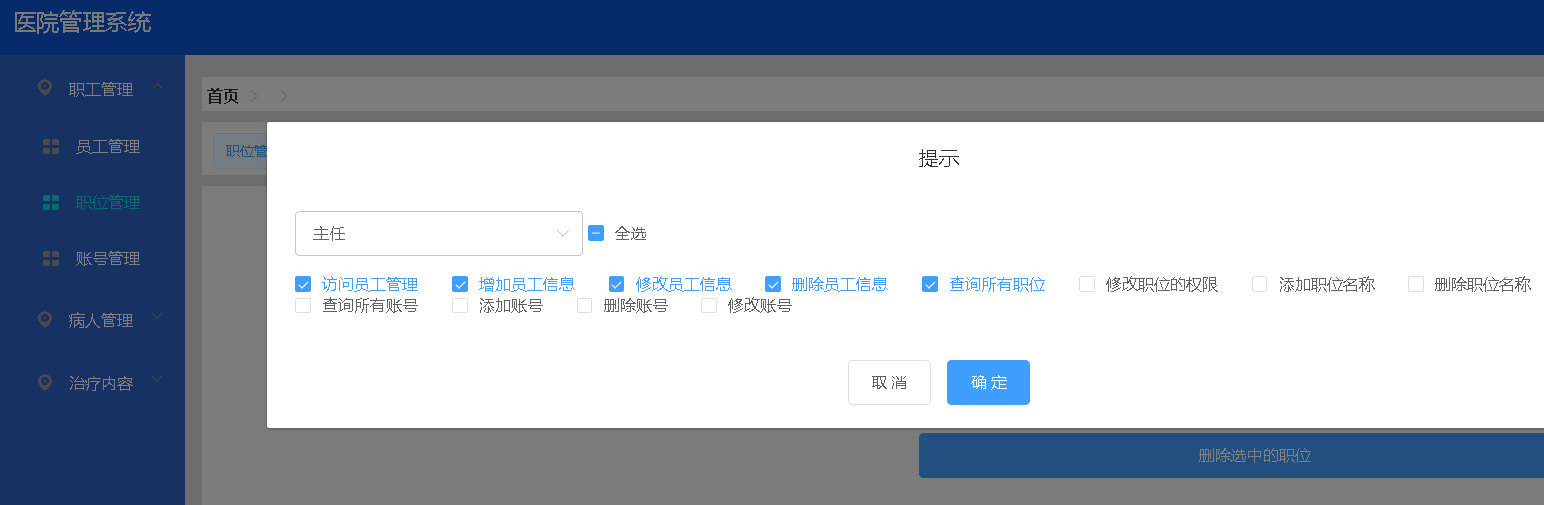 医院管理系统
职工管理
员工管理
职位管理
账号管理
病人管理
治疗内容
首页
职位管
提示
主任 全选
访问员工管理 增加员工信息 修改员工信息 删除员工信息 查询所有职位 修改职位的权限 添加职位名称 删除职位名称
查询所有账号 添加账号 删除账号 修改账号
取 消 确 定
删除选中的职位